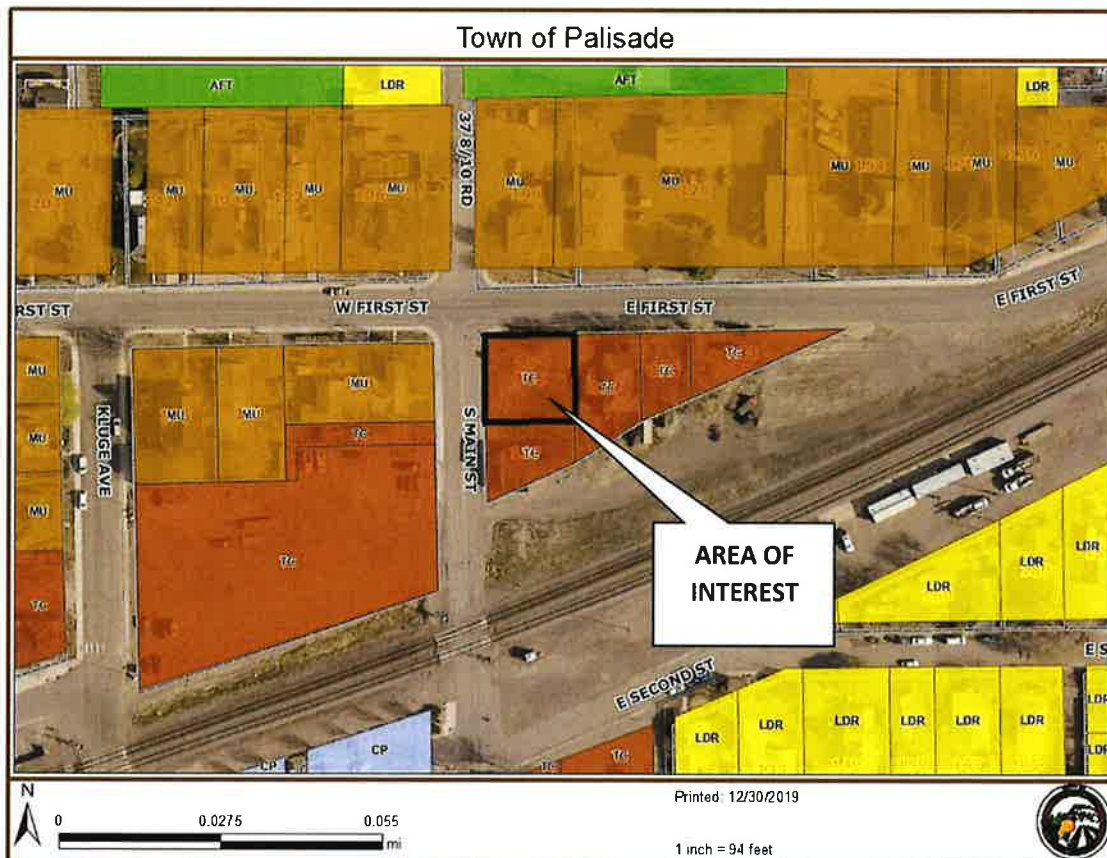 Town of Palisade
AFT
LDR
AFT
LDR
MU
MU
MU
MU
MU
37 8/10 RD
MU
MU
MU
MU
MU
MU
RST ST
W FIRST ST
E FIRST ST
E FIRST ST
MU
MU
MU
KLUGE AVE
MU
MU
MU
TC
TC
TC
S MAIN ST
TC
TC
TC
TC
TC
AREA OF
INTEREST
LDR
LDR
LDR
E SECOND ST
E S
CP
CP
TC
TC
LDR
LDR
LDR
LDR
LDR
LDR
LDR
LDR
N
0
0.0275
0.055
mi
Printed: 12/30/2019
1 inch = 94 feet